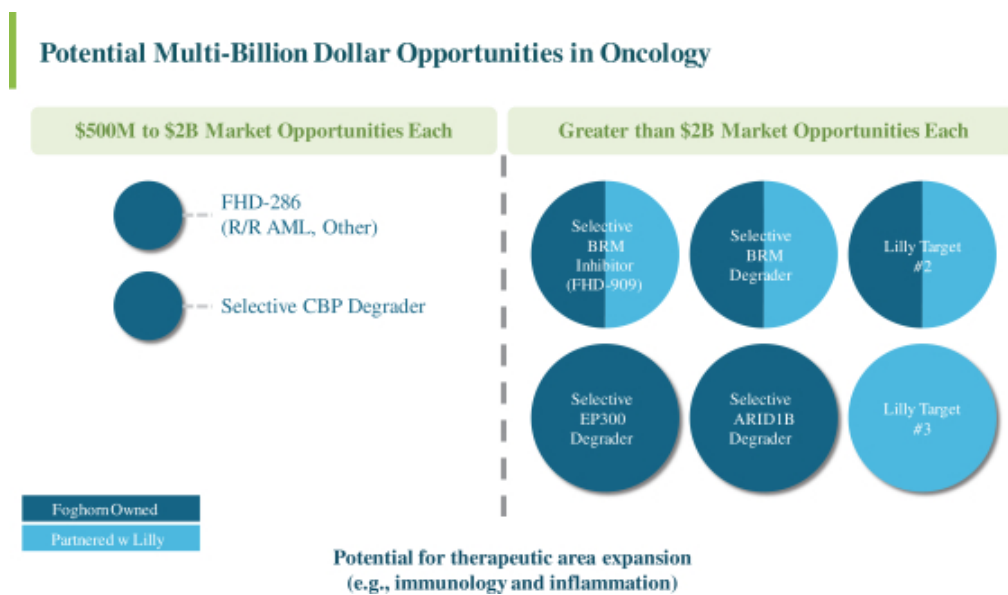 Potential Multi-Billion Dollar Opportunities in Oncology
$500M to $2B Market Opportunities Each
Greater than $2B Market Opportunities Each
FHD-286
(R/R AML, Other)
Selective CBP Degrader
Selective
BRM
Inhibitor
(FHD-909)
Selective
BRM
Degrader
Lilly Target
#2
Selective
EP300
Degrader
Selective
ARID1B
Degrader
Lilly Target
#3
Foghorn Owned
Partnered w Lilly
Potential for therapeutic area expansion
(e.g., immunology and inflammation)